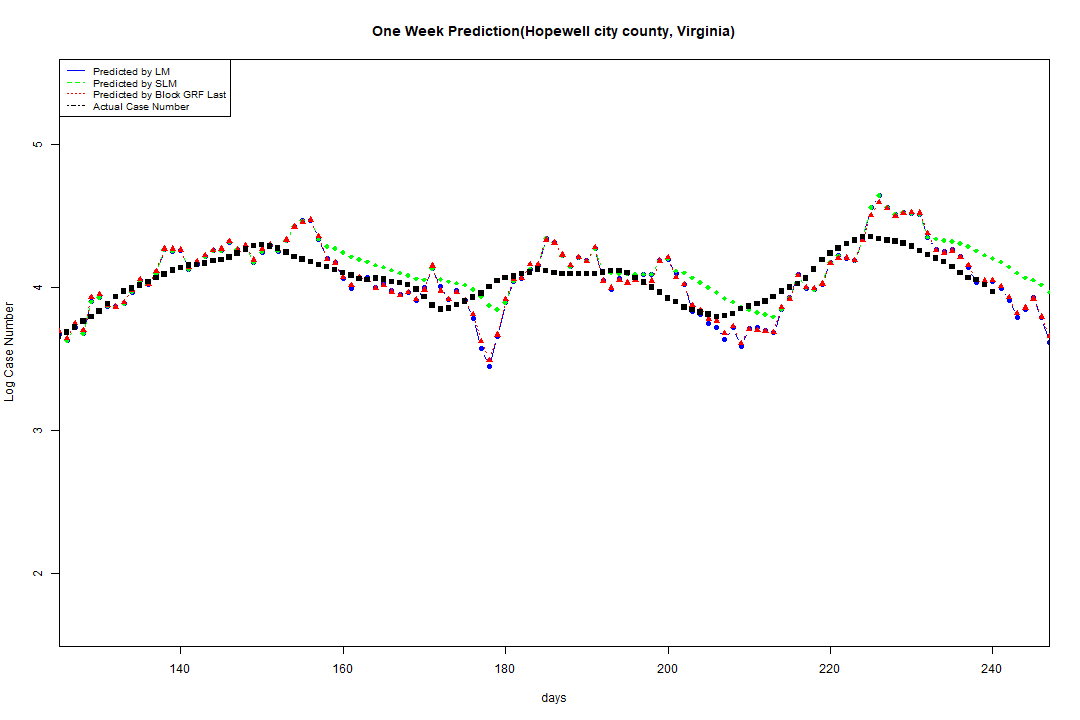 One Week Prediction(Hopewell city county, Virginia)
Predicted by LM
Predicted by SLM
Predicted by Block GRF Last
Actual Case Number
5
4
3
2
Log Case Number
140 160 180 200 220 240
days